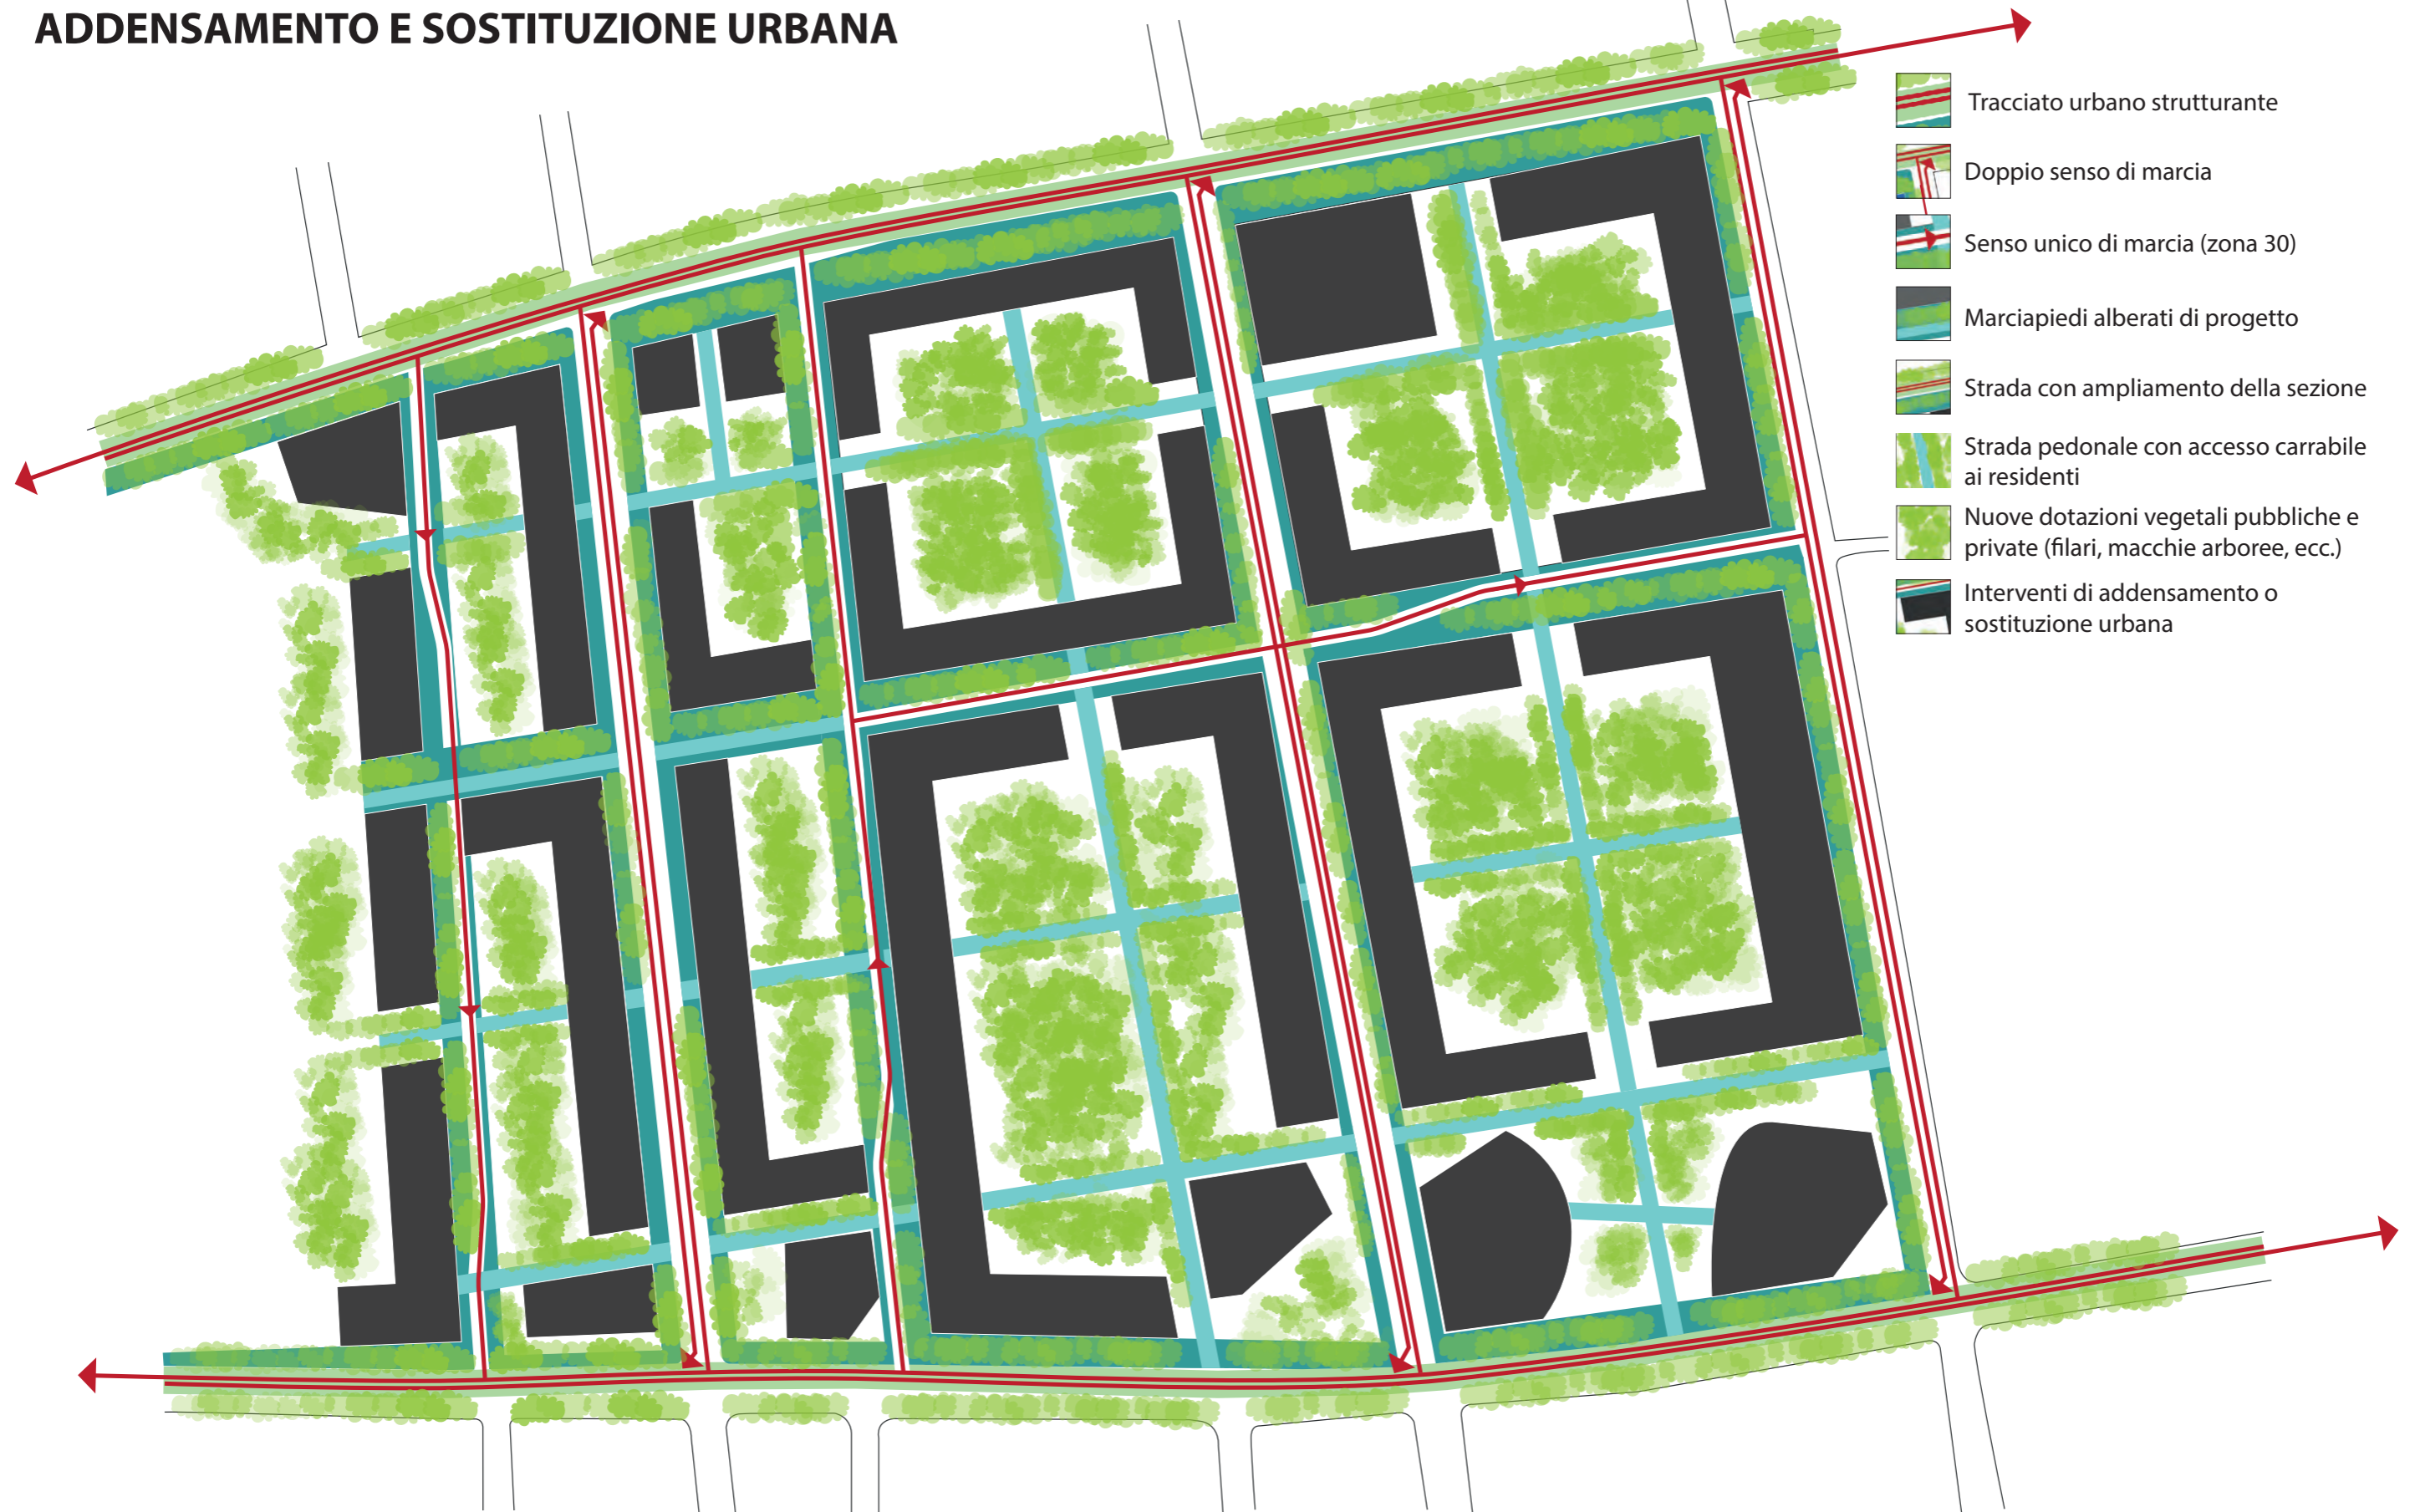 ADDENSAMENTO E SOSTITUZIONE URBANA
Tracciato urbano strutturante
Doppio senso di marcia
Senso unico di marcia (zona 30)
Marciapiedi alberati di progetto
Strada con ampliamento della sezione
Strada pedonale con accesso carrabile
ai residenti
Nuove dotazioni vegetali pubbliche e
private (filari, macchie arboree, ecc.)
Interventi di addensamento o
sostituzione urbana